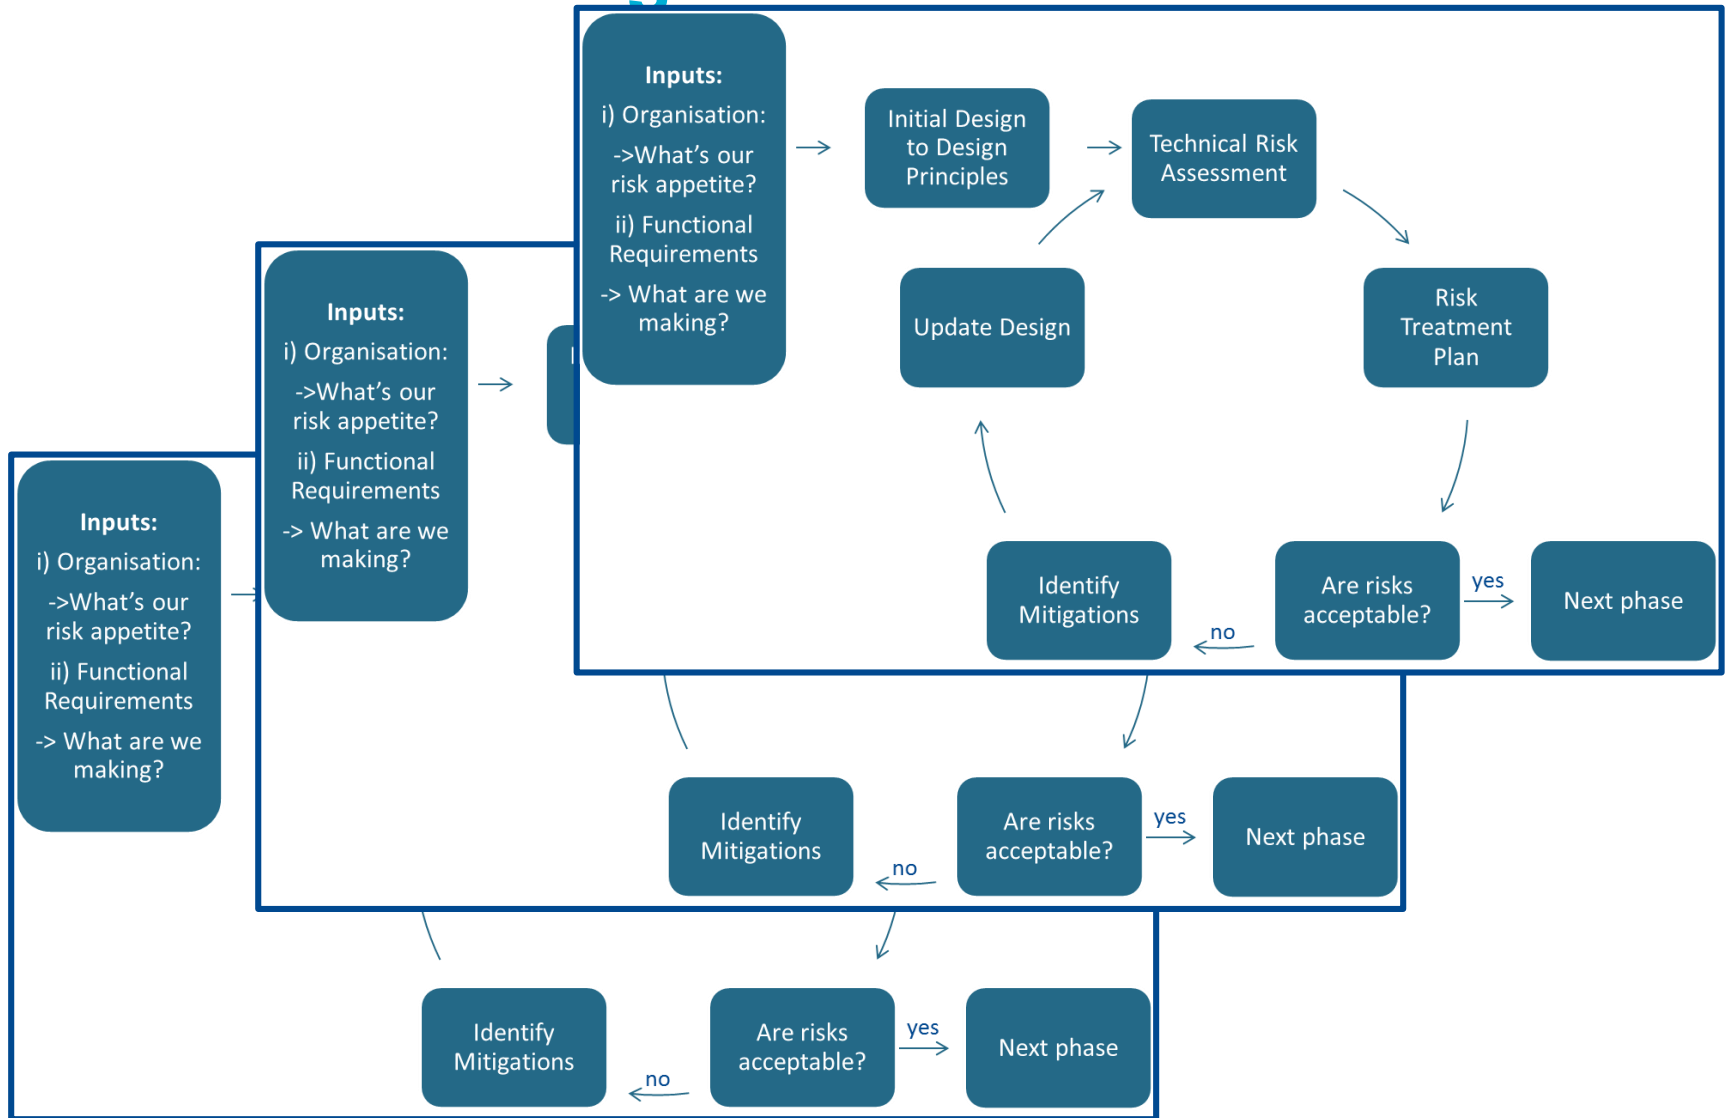 Inputs:
i) Organisation:
->What's our
risk appetite?
ii) Functional
Requirements
-> What are we
making?
Initial Design
to Design
Principles
Technical Risk
Assessment
Update Design
Risk
Treatment
Plan
Identify
Mitigations
no
Are risks
acceptable?
yes
Next phase
Inputs:
i) Organisation:
->What's our
risk appetite?
ii) Functional
Requirements
-> What are we
making?
Identify
Mitigations
no
Are risks
acceptable?
yes
Next phase
Inputs:
i) Organisation:
->What's our
risk appetite?
ii) Functional
Requirements
-> What are we
making?
Identify
Mitigations
no
Are risks
acceptable?
yes
Next phase